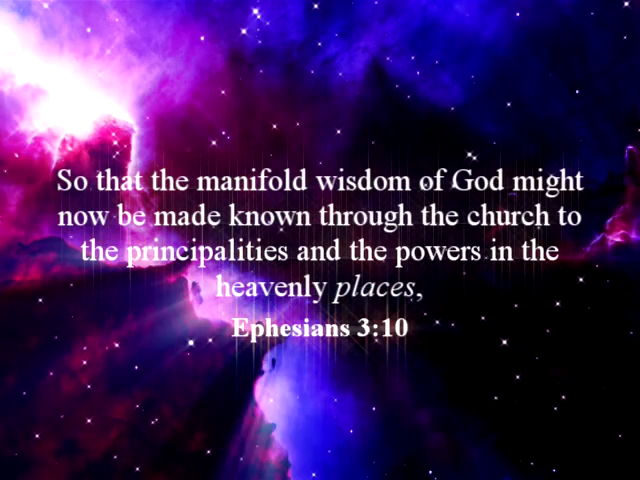 So that the manifold wisdom of God might
now be made known through the church to
the principalities and the powers in the
heavenly places,
Ephesians 3:10